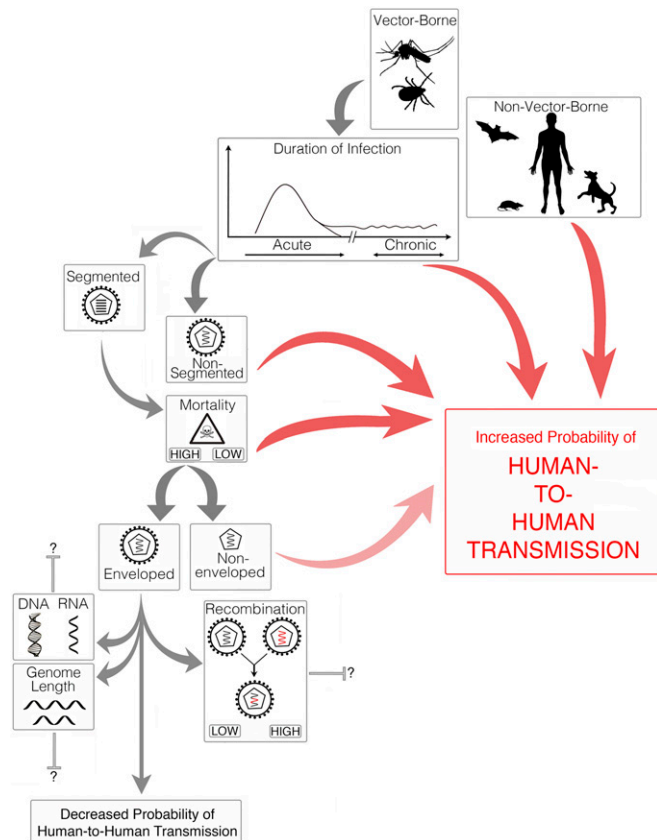 Vector-Borne
Non-Vector-Borne
Duration of Infection
Acute
Chronic
Segmented
Non-
Segmented
Mortality
HIGH LOW
Increased Probability of
HUMAN-
TO-
HUMAN
TRANSMISSION
Enveloped
Non-
enveloped
?
DNA RNA
Recombination
Genome
Length
?
LOW HIGH
?
Decreased Probability of
Human-to-Human Transmission